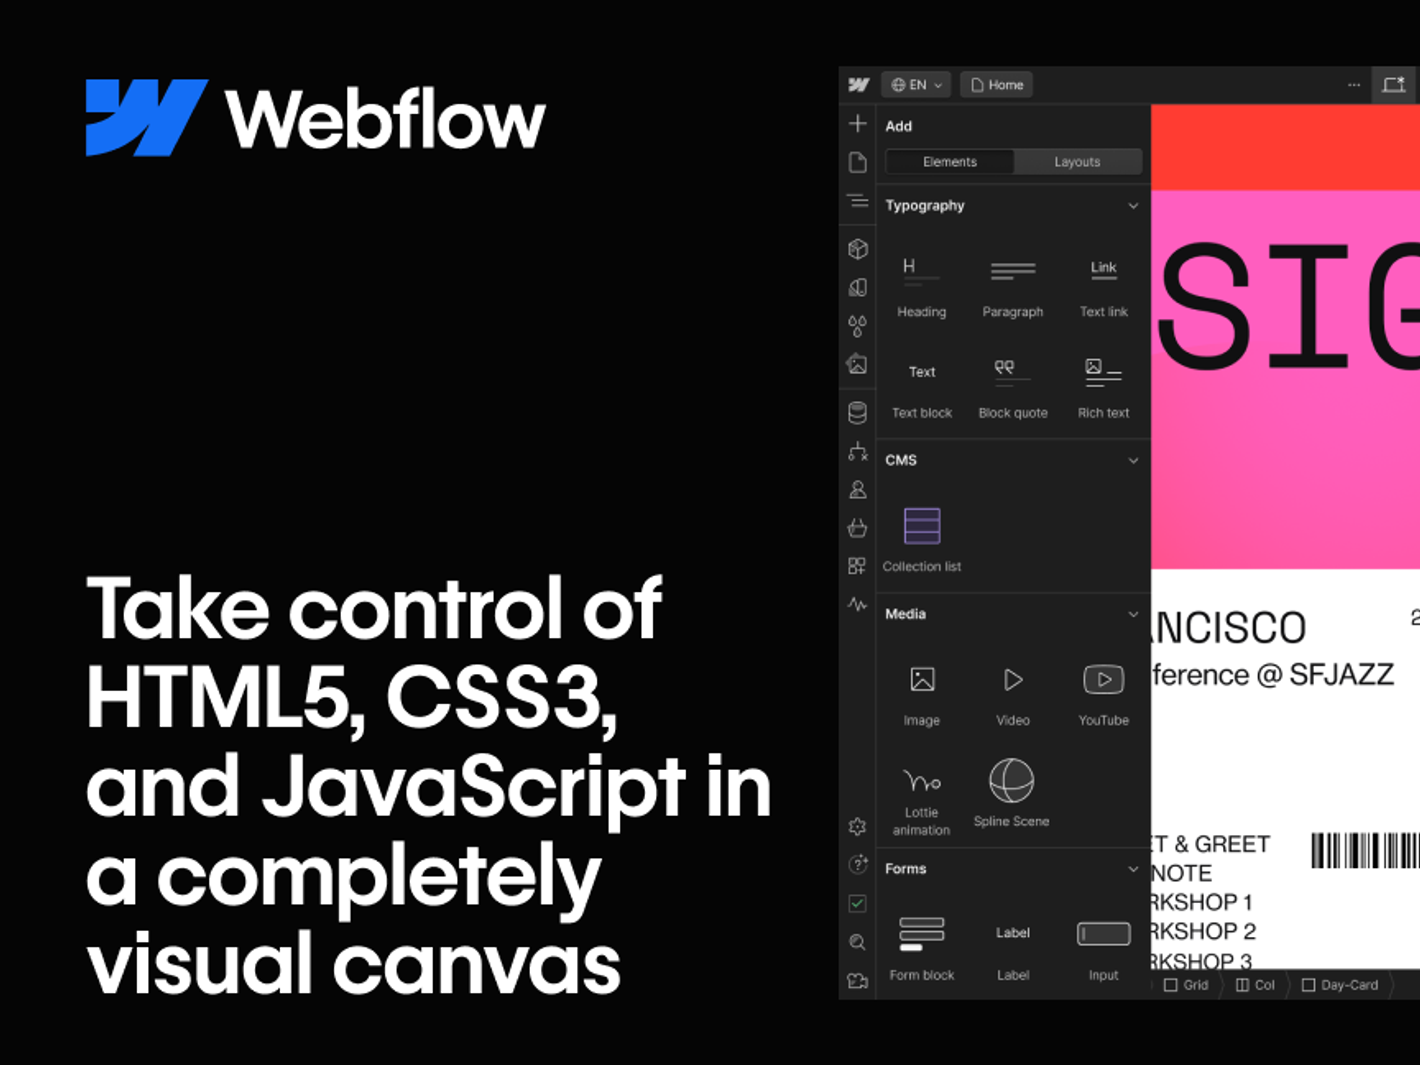 Webflow
Take control of
HTML5, CSS3,
and JavaScript in
a completely
visual canvas
EN
Home
Add
Elements
Layouts
Typography
H
Link
Heading
Paragraph
Text link
Text
Text block
Block quote
Rich text
CMS
Collection list
Media
Image
Video
YouTube
Lottie
animation
Spline Scene
Forms
Label
Form block
Label
Input
SIG
ANCISCO
2
ference @ SFJAZZ
ET & GREET
NOTE
RKSHOP 1
RKSHOP 2
RKSHOP 3
Grid
Col
Day-Card